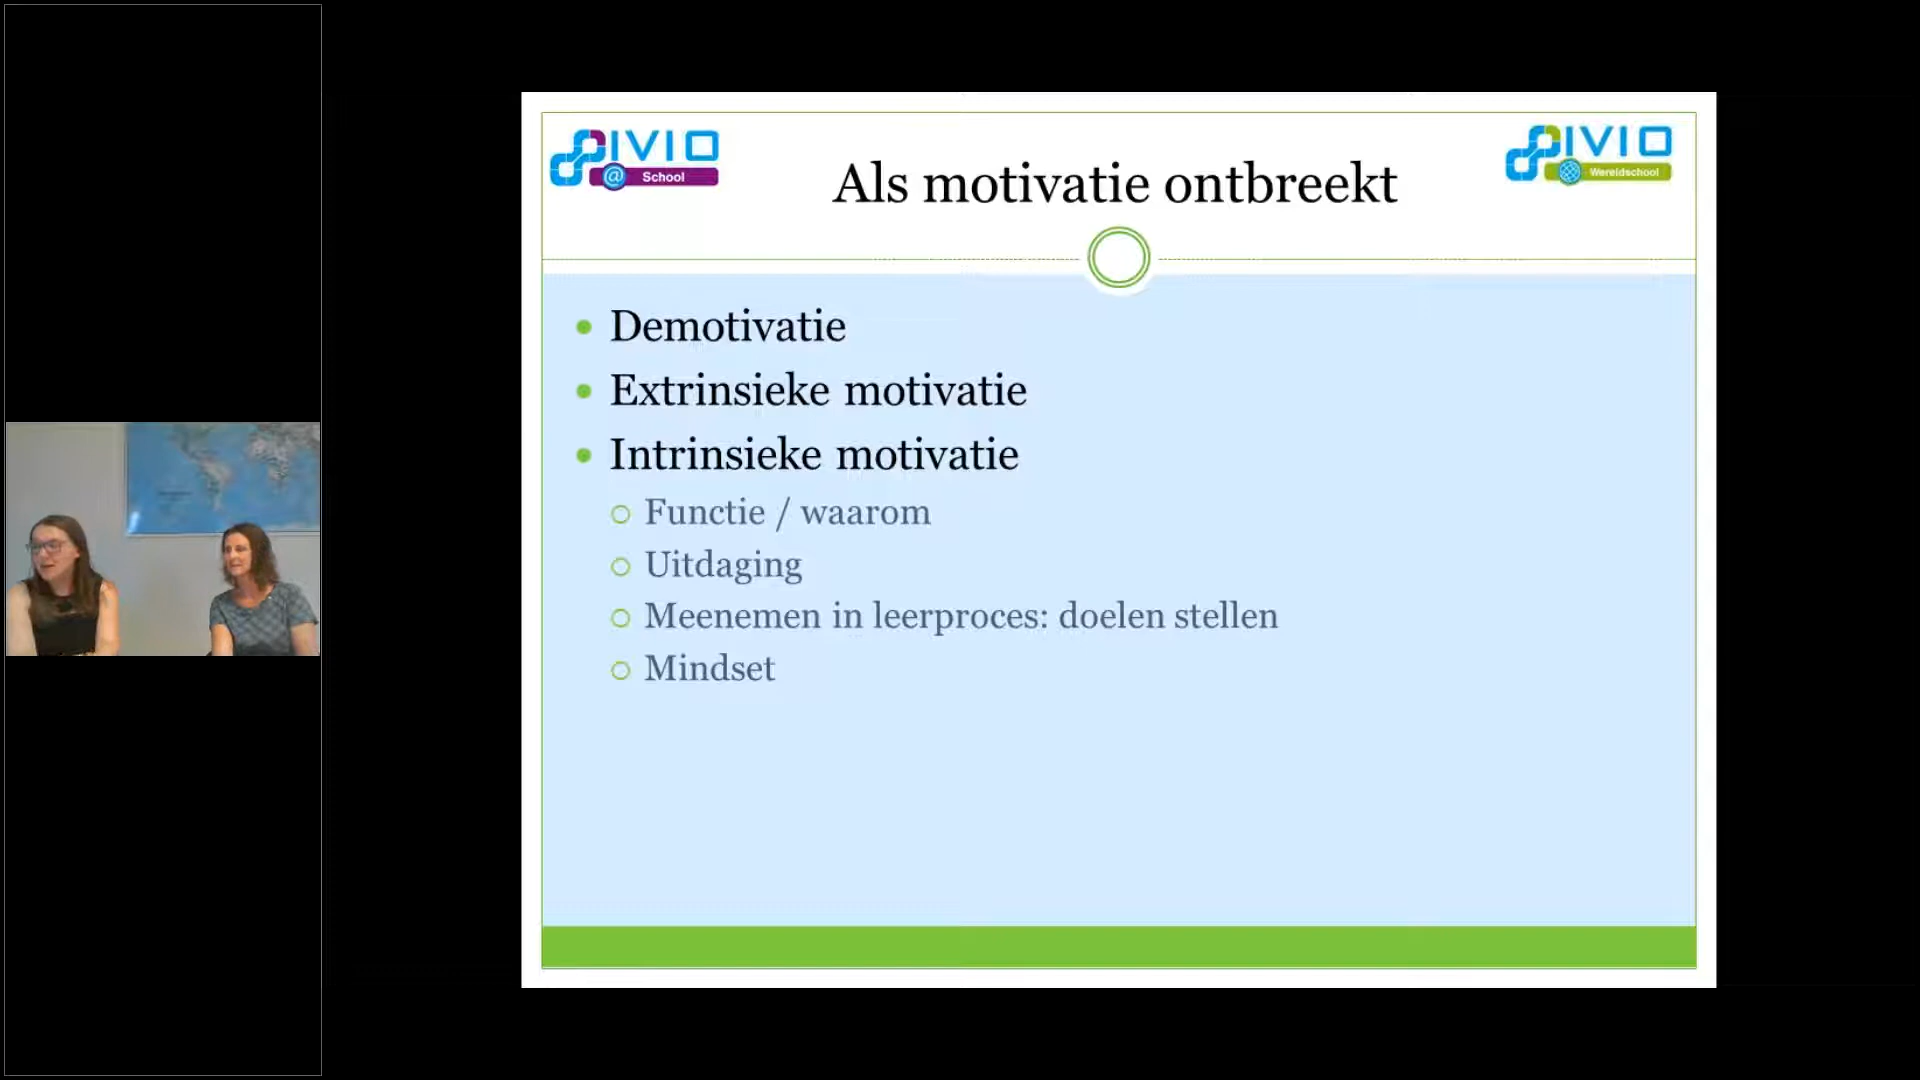 IVIO
@ School
Als motivatie ontbreekt
IVIO
Wereldschool
Demotivatie
Extrinsieke motivatie
Intrinsieke motivatie
Functie / waarom
Uitdaging
Meenemen in leerproces: doelen stellen
Mindset